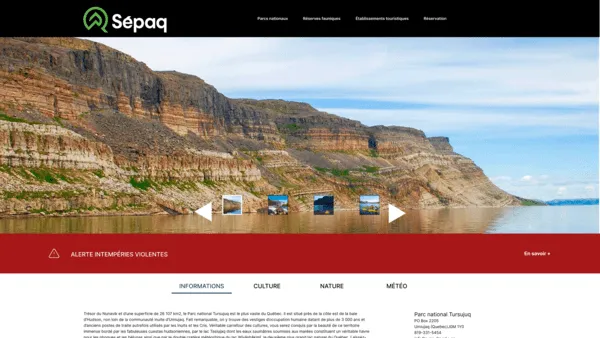 Sépaq
Parcs nationaux
Réserves fauniques
Établissements touristiques
Réservation
ALERTE INTEMPÉRIES VIOLENTES
En savoir >
INFORMATIONS
CULTURE
NATURE
MÉTÉO
Trésor du Nunavik et d'une superficie de 26 107 km2, le Parc national Tursujuq est le plus vaste du Québec. Il est situé près de la côte est de la baie
d'Hudson, non loin de la communauté inuite d'Umiujaq. Fait remarquable, on y trouve des vestiges d'occupation humaine datant de plus de 3 000 ans et
d'anciens postes de traite autrefois utilisés par les Inuits et les Cris. Véritable carrefour des cultures, vous serez conquis par la beauté de ce territoire
immense bordé par les fabuleuses cuestas hudsoniennes, par le lac Tasiujaq dont les eaux opalines soumises aux marées constituent un véritable havre
Parc national Tursujuq
PO Box 2205
Umiujaq (Québec) J0M 1Y0
819-331-5454